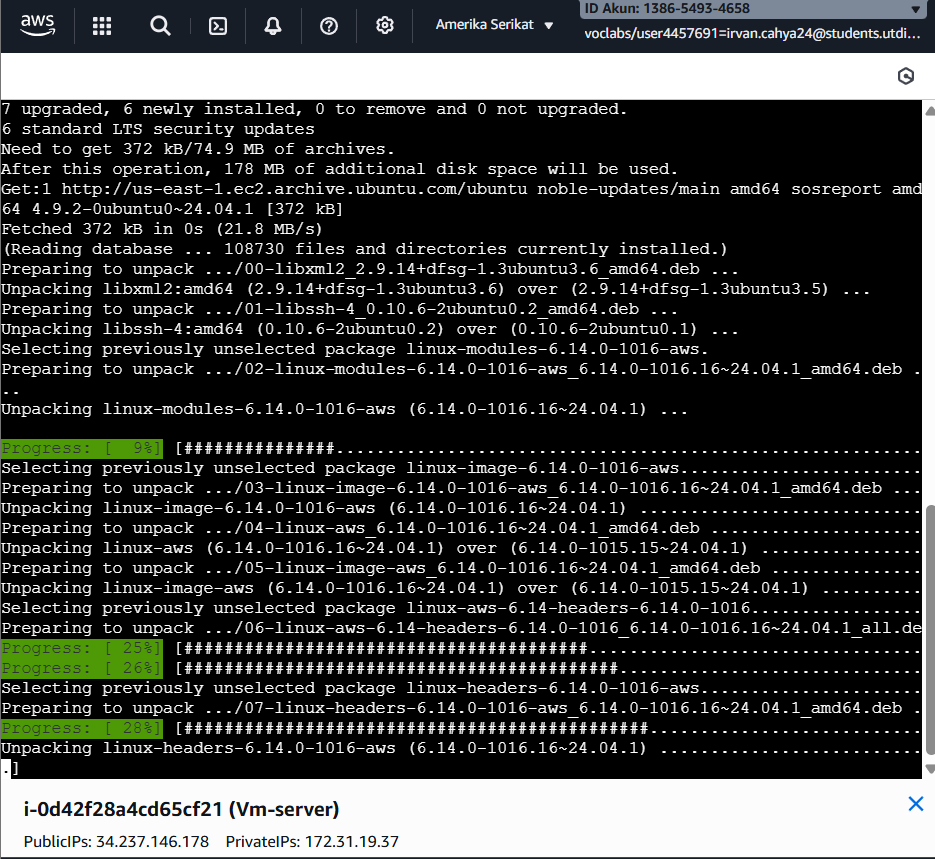 aws
Amerika Serikat ▼
ID Akun: 1386-5493-4658
voclabs/user4457691=irvan.cahya24@students.utdi...
7 upgraded, 6 newly installed, 0 to remove and 0 not upgraded.
6 standard LTS security updates
Need to get 372 kB/74.9 MB of archives.
After this operation, 178 MB of additional disk space will be used.
Get:1 http://us-east-1.ec2.archive.ubuntu.com/ubuntu noble-updates/main amd64 sosreport amd
64 4.9.2-0ubuntu0~24.04.1 [372 kB]
Fetched 372 kB in 0s (21.8 MB/s)
(Reading database ... 108730 files and directories currently installed.)
Preparing to unpack .../00-libxml2_2.9.14+dfsg-1.3ubuntu3.6_amd64.deb ...
Unpacking libxml2:amd64 (2.9.14+dfsg-1.3ubuntu3.6) over (2.9.14+dfsg-1.3ubuntu3.5) ...
Preparing to unpack .../01-libssh-4_0.10.6-2ubuntu0.2_amd64.deb ...
Unpacking libssh-4:amd64 (0.10.6-2ubuntu0.2) over (0.10.6-2ubuntu0.1) ...
Selecting previously unselected package linux-modules-6.14.0-1016-aws.
Preparing to unpack .../02-linux-modules-6.14.0-1016-aws_6.14.0-1016.16~24.04.1_amd64.deb .
..
Unpacking linux-modules-6.14.0-1016-aws (6.14.0-1016.16~24.04.1) ...
Progress: [  9%] [###############..........................................................
Selecting previously unselected package linux-image-6.14.0-1016-aws........................
Preparing to unpack .../03-linux-image-6.14.0-1016-aws_6.14.0-1016.16~24.04.1_amd64.deb ...
Unpacking linux-image-6.14.0-1016-aws (6.14.0-1016.16~24.04.1) ............................
Preparing to unpack .../04-linux-aws_6.14.0-1016.16~24.04.1_amd64.deb .....................
Unpacking linux-aws (6.14.0-1016.16~24.04.1) over (6.14.0-1015.15~24.04.1) ................
Preparing to unpack .../05-linux-image-aws_6.14.0-1016.16~24.04.1_amd64.deb ...............
Unpacking linux-image-aws (6.14.0-1016.16~24.04.1) over (6.14.0-1015.15~24.04.1) ..........
Selecting previously unselected package linux-aws-6.14-headers-6.14.0-1016.................
Preparing to unpack .../06-linux-aws-6.14-headers-6.14.0-1016_6.14.0-1016.16~24.04.1_all.de
Progress: [ 25%] [########################################.................................
Progress: [ 26%] [###########################################..............................
Selecting previously unselected package linux-headers-6.14.0-1016-aws......................
Preparing to unpack .../07-linux-headers-6.14.0-1016-aws_6.14.0-1016.16~24.04.1_amd64.deb .
Progress: [ 28%] [##############################################...........................
Unpacking linux-headers-6.14.0-1016-aws (6.14.0-1016.16~24.04.1) ..........................
.]
i-0d42f28a4cd65cf21 (Vm-server)
PublicIPs: 34.237.146.178 PrivateIPs: 172.31.19.37